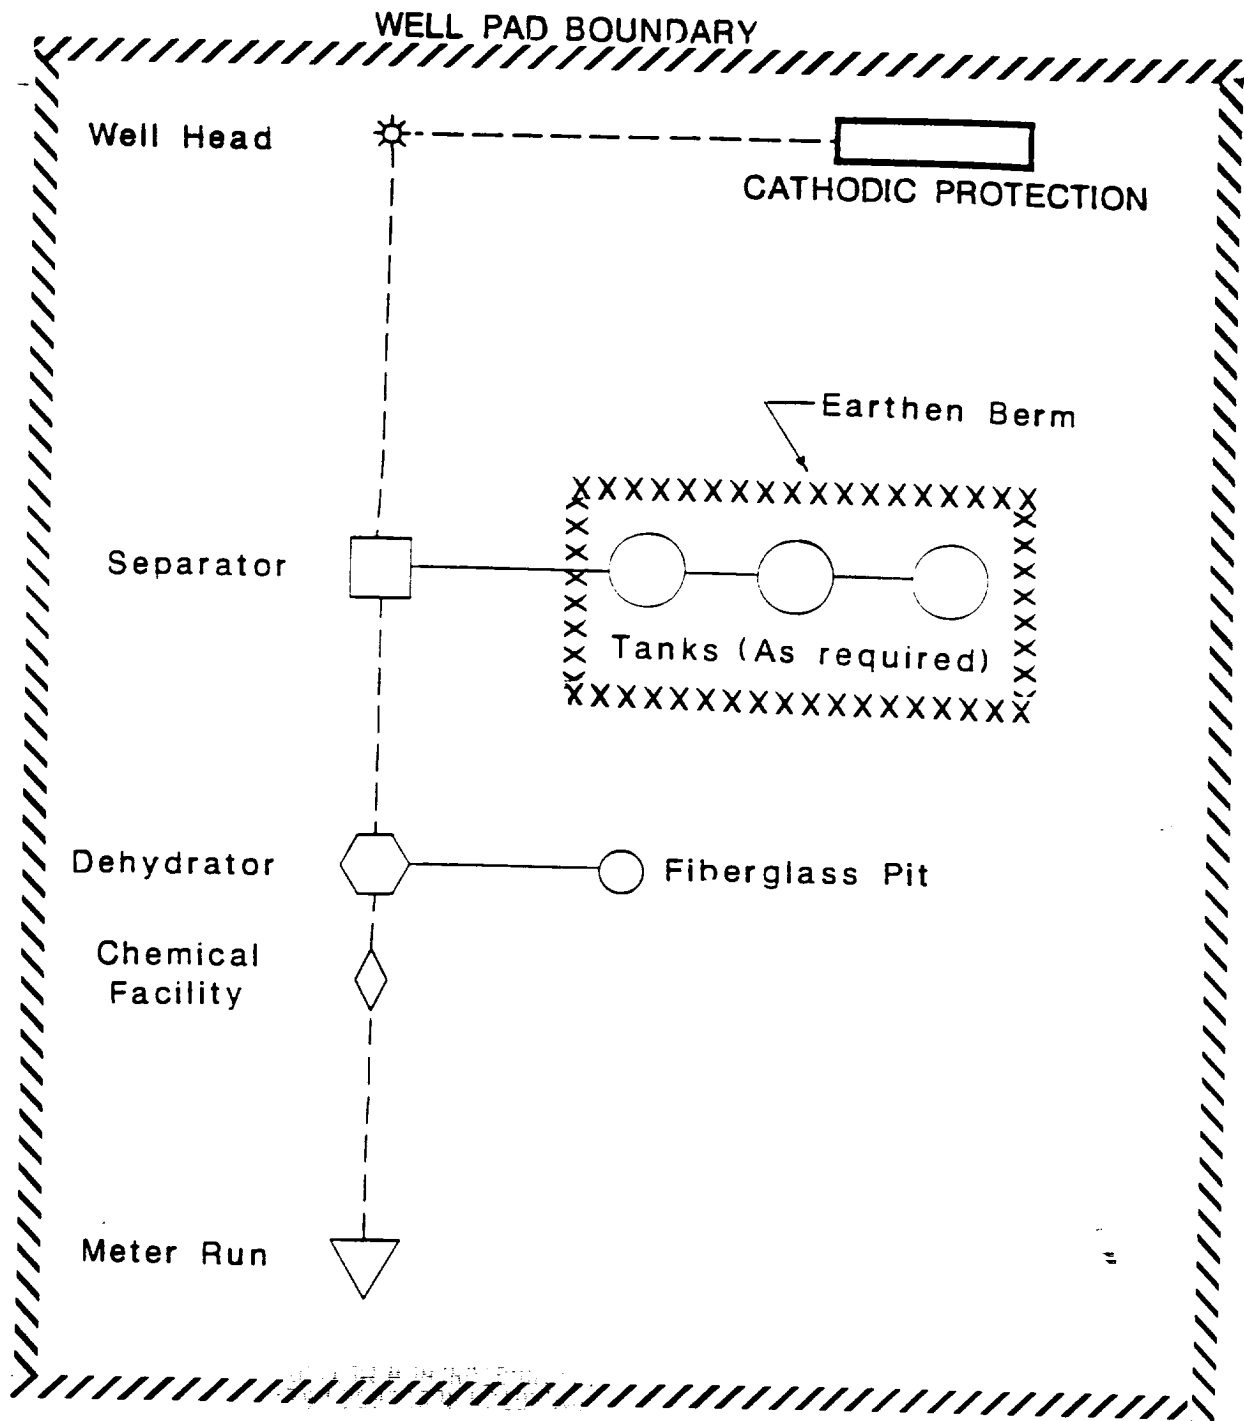 WELL PAD BOUNDARY
Well Head
CATHODIC PROTECTION
Earthen Berm
Separator
Tanks (As required)
Dehydrator
Fiberglass Pit
Chemical
Facility
Meter Run